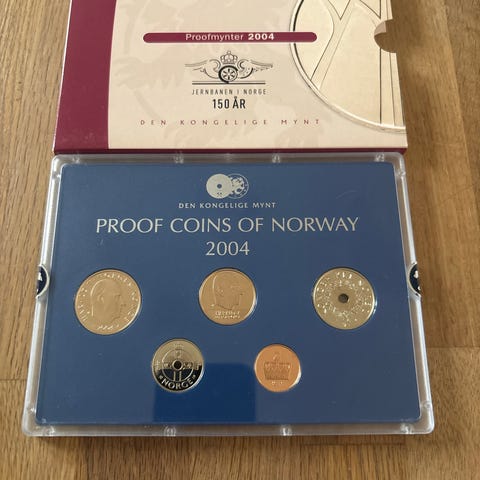 Proofmynter 2004
JERNBANEN I NORGE
150 ÅR
DEN KONGELIGE MYNT
DEN KONGELIGE MYNT
PROOF COINS OF NORWAY
2004
NORGE